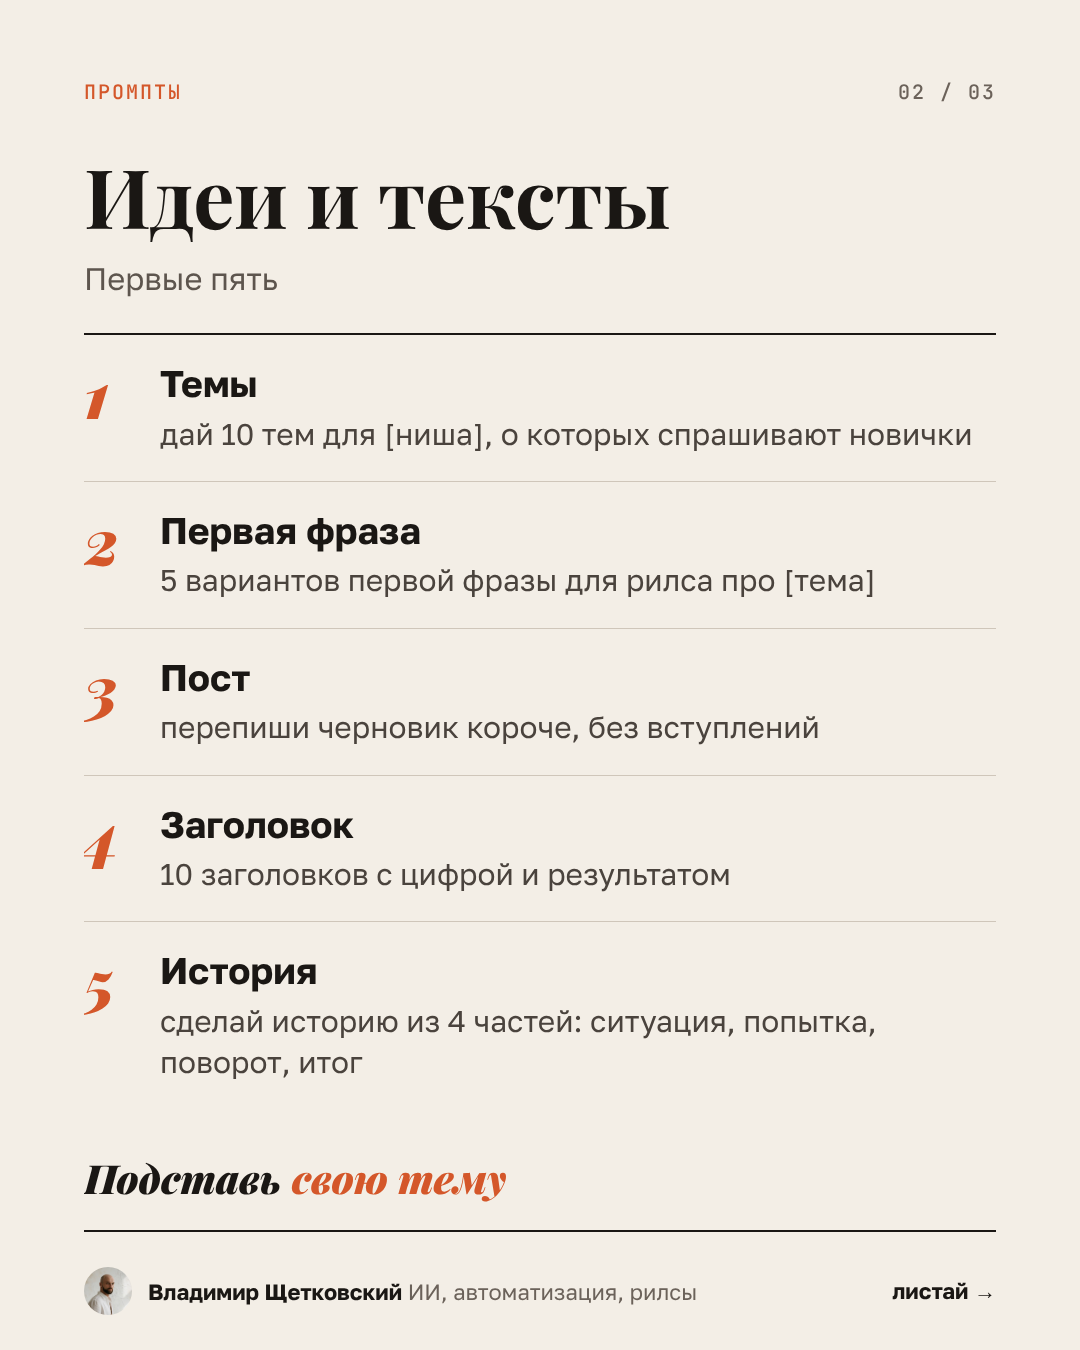 ПРОМПТЫ
02 / 03
Идеи и тексты
Первые пять
1
Темы
дай 10 тем для [ниша], о которых спрашивают новички
2
Первая фраза
5 вариантов первой фразы для рилса про [тема]
3
Пост
перепиши черновик короче, без вступлений
4
Заголовок
10 заголовков с цифрой и результатом
5
История
сделай историю из 4 частей: ситуация, попытка,
поворот, итог
Подставь свою тему
Владимир Щетковский ИИ, автоматизация, рилсы
листай →